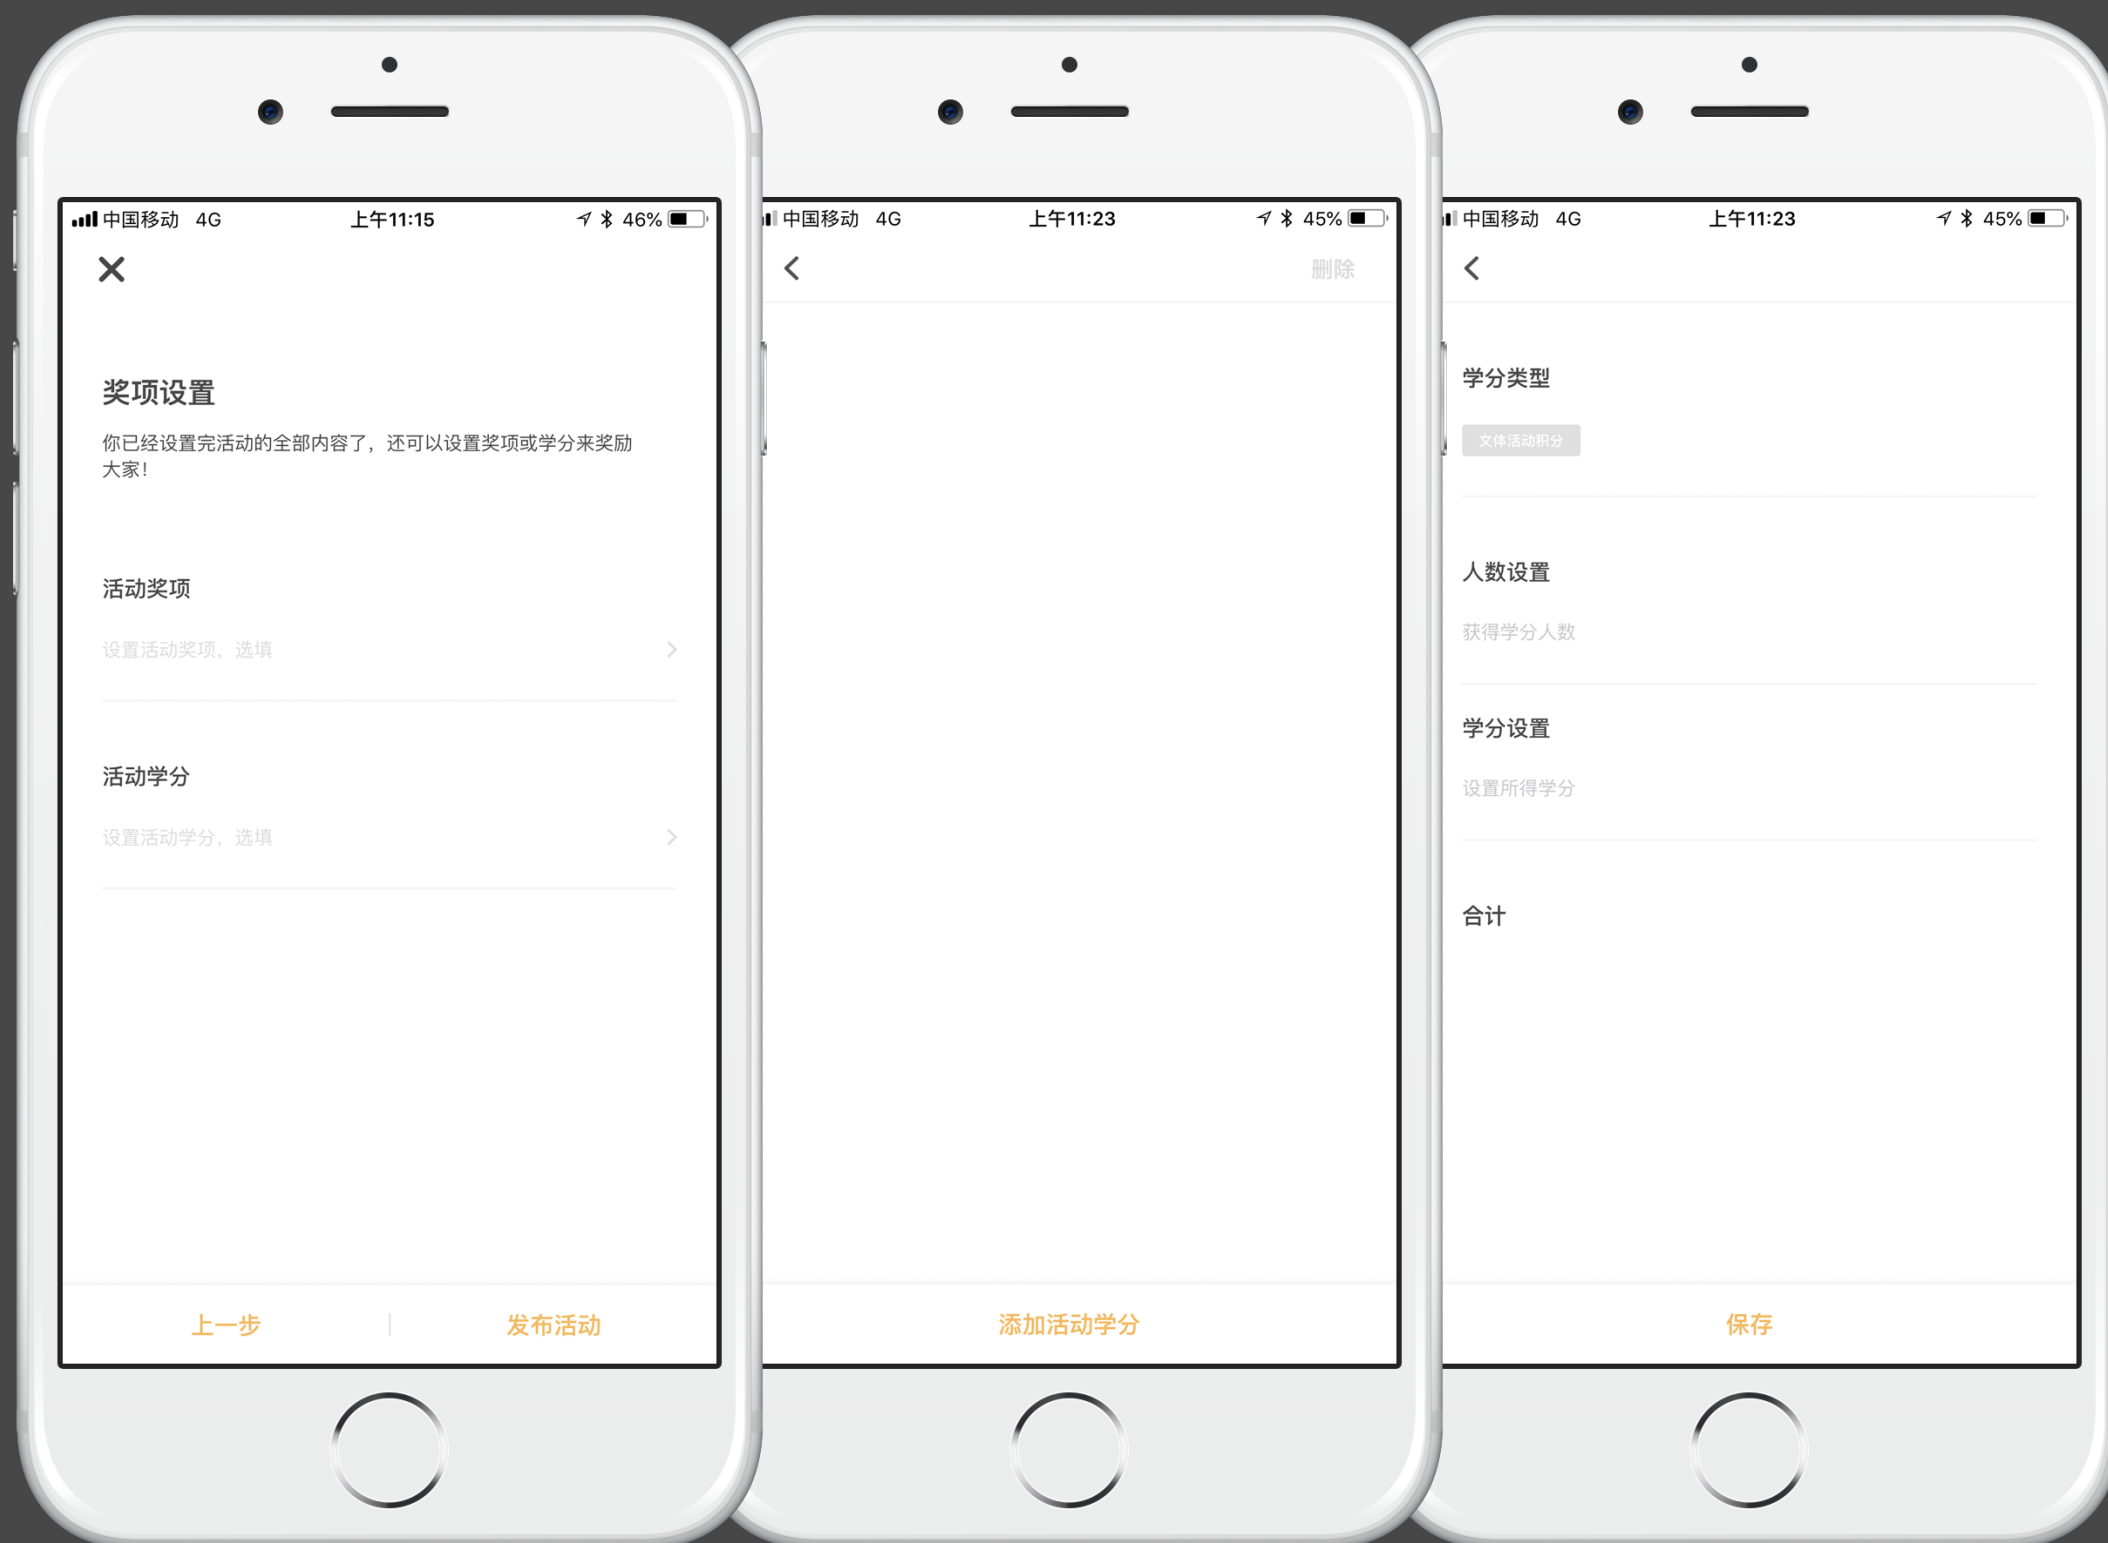 中国移动 4G 上午11:15 46%
奖项设置
你已经设置完活动的全部内容了，还可以设置奖项或学分来奖励
大家！
活动奖项
设置活动奖项，选填
活动学分
设置活动学分，选填
上一步 发布活动
中国移动 4G 上午11:23 45%
删除
添加活动学分
中国移动 4G 上午11:23 45%
学分类型
文体活动积分
人数设置
获得学分人数
学分设置
设置所得学分
合计
保存